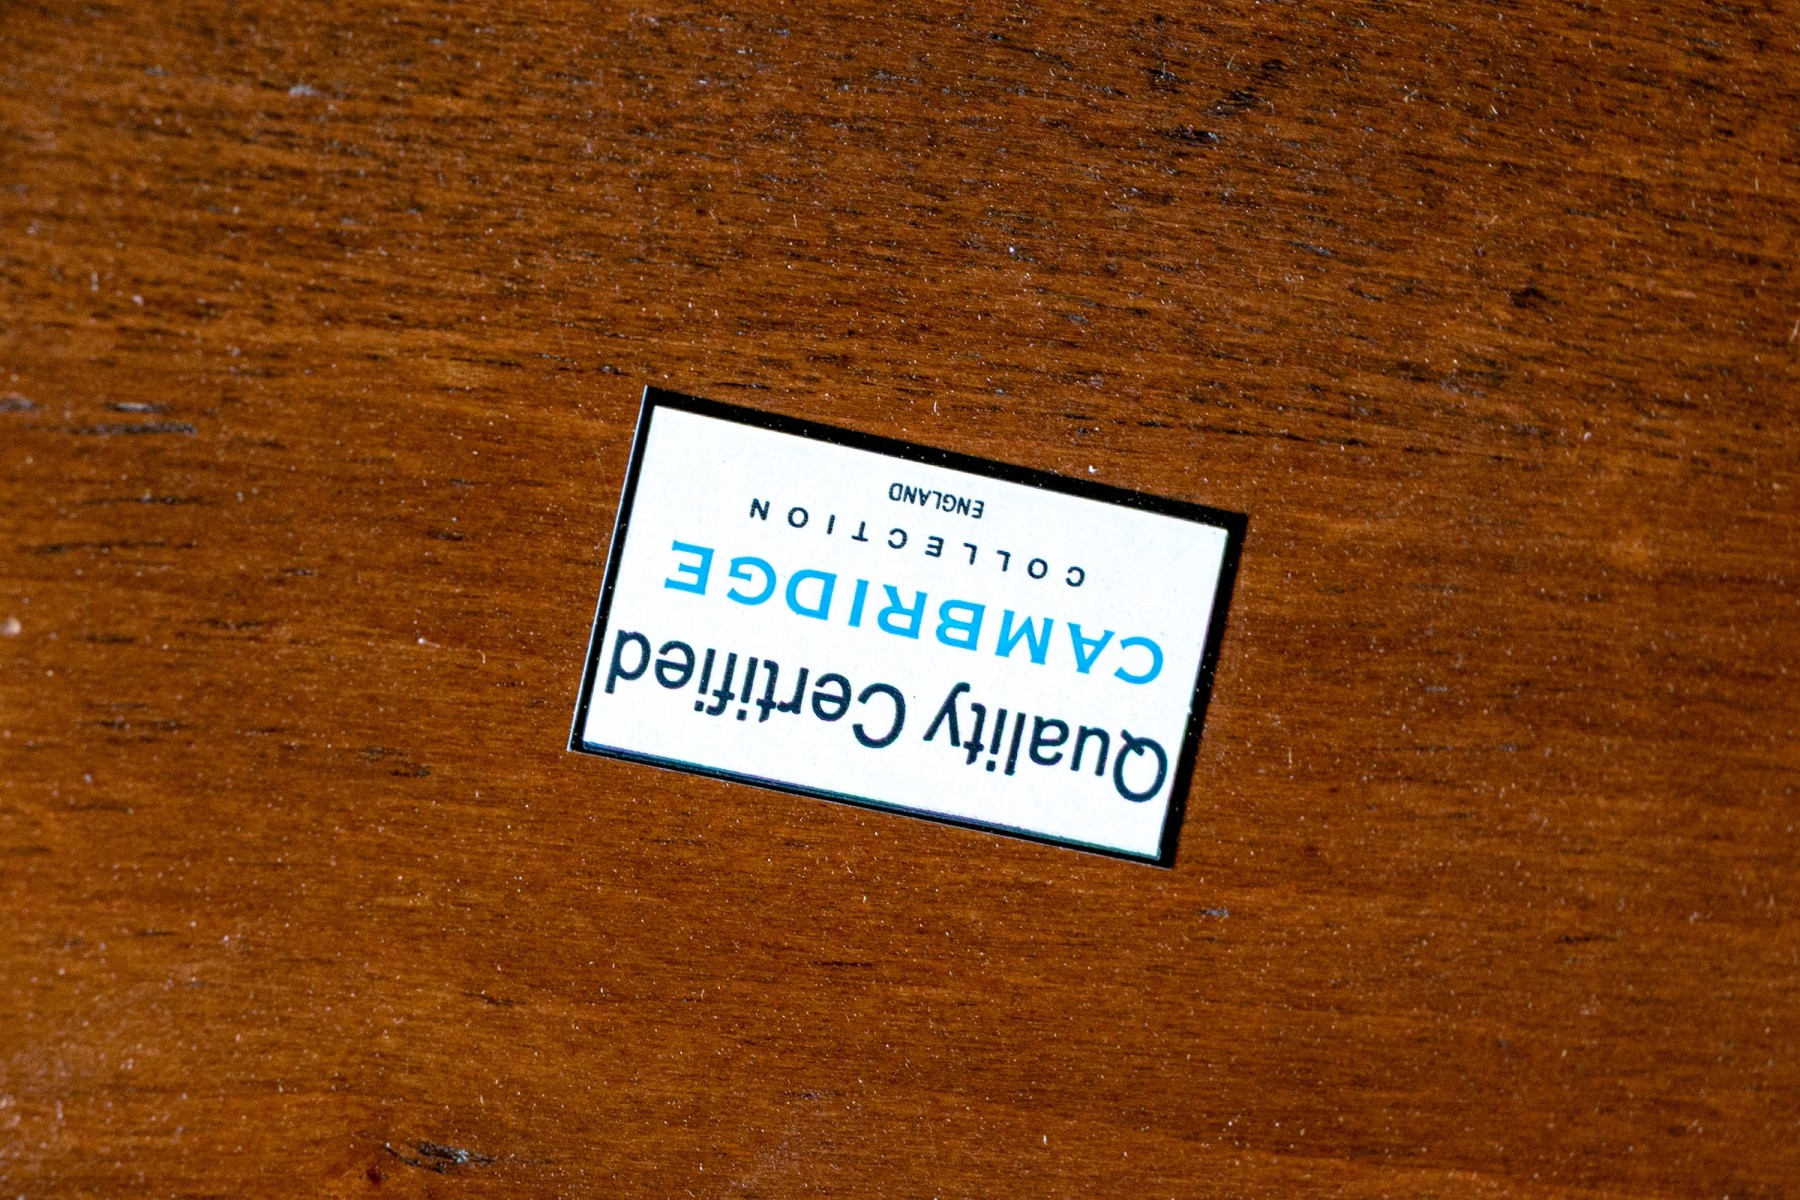 Quality Certified
CAMBRIDGE
COLLECTION
ENGLAND